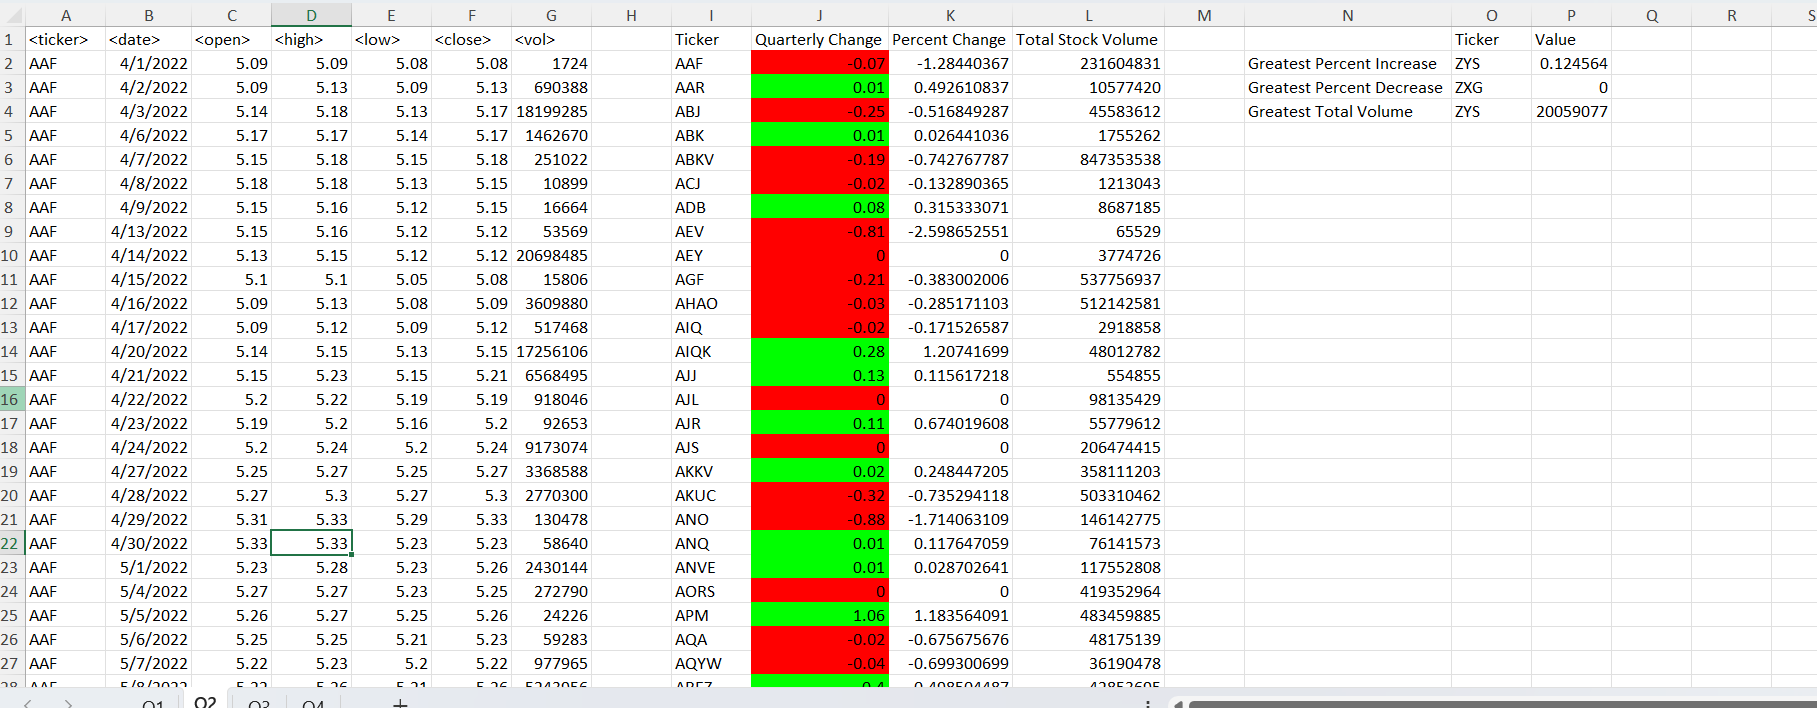 A B C D E F G H I J K L M N O P Q R S
1 <ticker> <date> <open> <high> <low> <close> <vol> Ticker Quarterly Change Percent Change Total Stock Volume Ticker Value
2 AAF 4/1/2022 5.09 5.09 5.08 5.08 1724 AAF -0.07 -1.28440367 231604831 Greatest Percent Increase ZYS 0.124564
3 AAF 4/2/2022 5.09 5.13 5.09 5.13 690388 AAR 0.01 0.492610837 10577420 Greatest Percent Decrease ZXG 0
4 AAF 4/3/2022 5.14 5.18 5.13 5.17 18199285 ABJ -0.25 -0.516849287 45583612 Greatest Total Volume ZYS 20059077
5 AAF 4/6/2022 5.17 5.17 5.14 5.17 1462670 ABK 0.01 0.026441036 1755262
6 AAF 4/7/2022 5.15 5.18 5.15 5.18 251022 ABKV -0.19 -0.742767787 847353538
7 AAF 4/8/2022 5.18 5.18 5.13 5.15 10899 ACJ -0.02 -0.132890365 1213043
8 AAF 4/9/2022 5.15 5.16 5.12 5.15 16664 ADB 0.08 0.315333071 8687185
9 AAF 4/13/2022 5.15 5.16 5.12 5.12 53569 AEV -0.81 -2.598652551 65529
10 AAF 4/14/2022 5.13 5.15 5.12 5.12 20698485 AEY 0 0 3774726
11 AAF 4/15/2022 5.1 5.1 5.05 5.08 15806 AGF -0.21 -0.383002006 537756937
12 AAF 4/16/2022 5.09 5.13 5.08 5.09 3609880 AHAO -0.03 -0.285171103 512142581
13 AAF 4/17/2022 5.09 5.12 5.09 5.12 517468 AIQ -0.02 -0.171526587 2918858
14 AAF 4/20/2022 5.14 5.15 5.13 5.15 17256106 AIQK 0.28 1.20741699 48012782
15 AAF 4/21/2022 5.15 5.23 5.15 5.21 6568495 AJJ 0.13 0.115617218 554855
16 AAF 4/22/2022 5.2 5.22 5.19 5.19 918046 AJL 0 0 98135429
17 AAF 4/23/2022 5.19 5.2 5.16 5.2 92653 AJR 0.11 0.674019608 55779612
18 AAF 4/24/2022 5.2 5.24 5.2 5.24 9173074 AJS 0 0 206474415
19 AAF 4/27/2022 5.25 5.27 5.25 5.27 3368588 AKKV 0.02 0.248447205 358111203
20 AAF 4/28/2022 5.27 5.3 5.27 5.3 2770300 AKUC -0.32 -0.735294118 503310462
21 AAF 4/29/2022 5.31 5.33 5.29 5.33 130478 ANO -0.88 -1.714063109 146142775
22 AAF 4/30/2022 5.33 5.33 5.23 5.23 58640 ANQ 0.01 0.117647059 76141573
23 AAF 5/1/2022 5.23 5.28 5.23 5.26 2430144 ANVE 0.01 0.028702641 117552808
24 AAF 5/4/2022 5.27 5.27 5.23 5.25 272790 AORS 0 0 419352964
25 AAF 5/5/2022 5.26 5.27 5.25 5.26 24226 APM 1.06 1.183564091 483459885
26 AAF 5/6/2022 5.25 5.25 5.21 5.23 59283 AQA -0.02 -0.675675676 48175139
27 AAF 5/7/2022 5.22 5.23 5.2 5.22 977965 AQYW -0.04 -0.699300699 36190478
28 AAF 5/8/2022
Q1 Q2 Q3 Q4